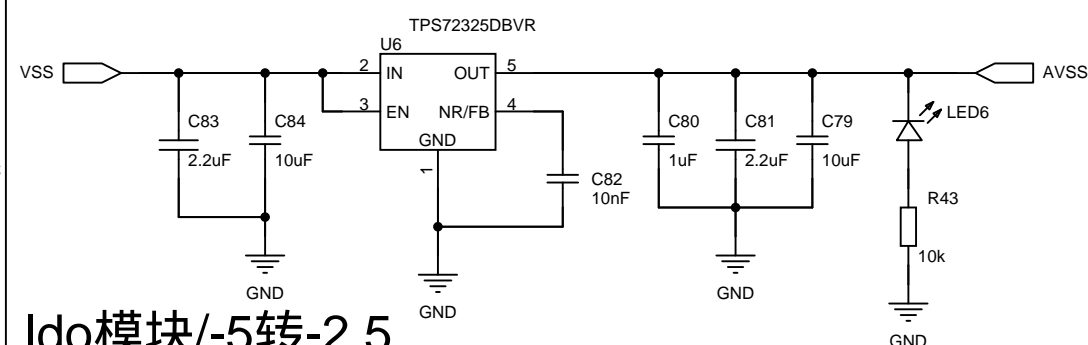 TPS72325DBVR
U6
VSS
2
IN
OUT
5
AVSS
3
EN
NR/FB
4
GND
1
C83
2.2uF
C84
10uF
C82
10nF
C80
1uF
C81
2.2uF
C79
10uF
LED6
R43
10k
GND
GND
GND
GND
ldo模块/-5转-2.5